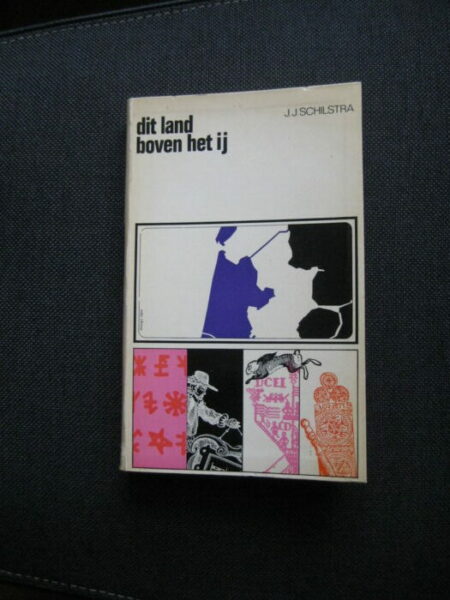 J.J. SCHILSTRA
dit land
boven het ij